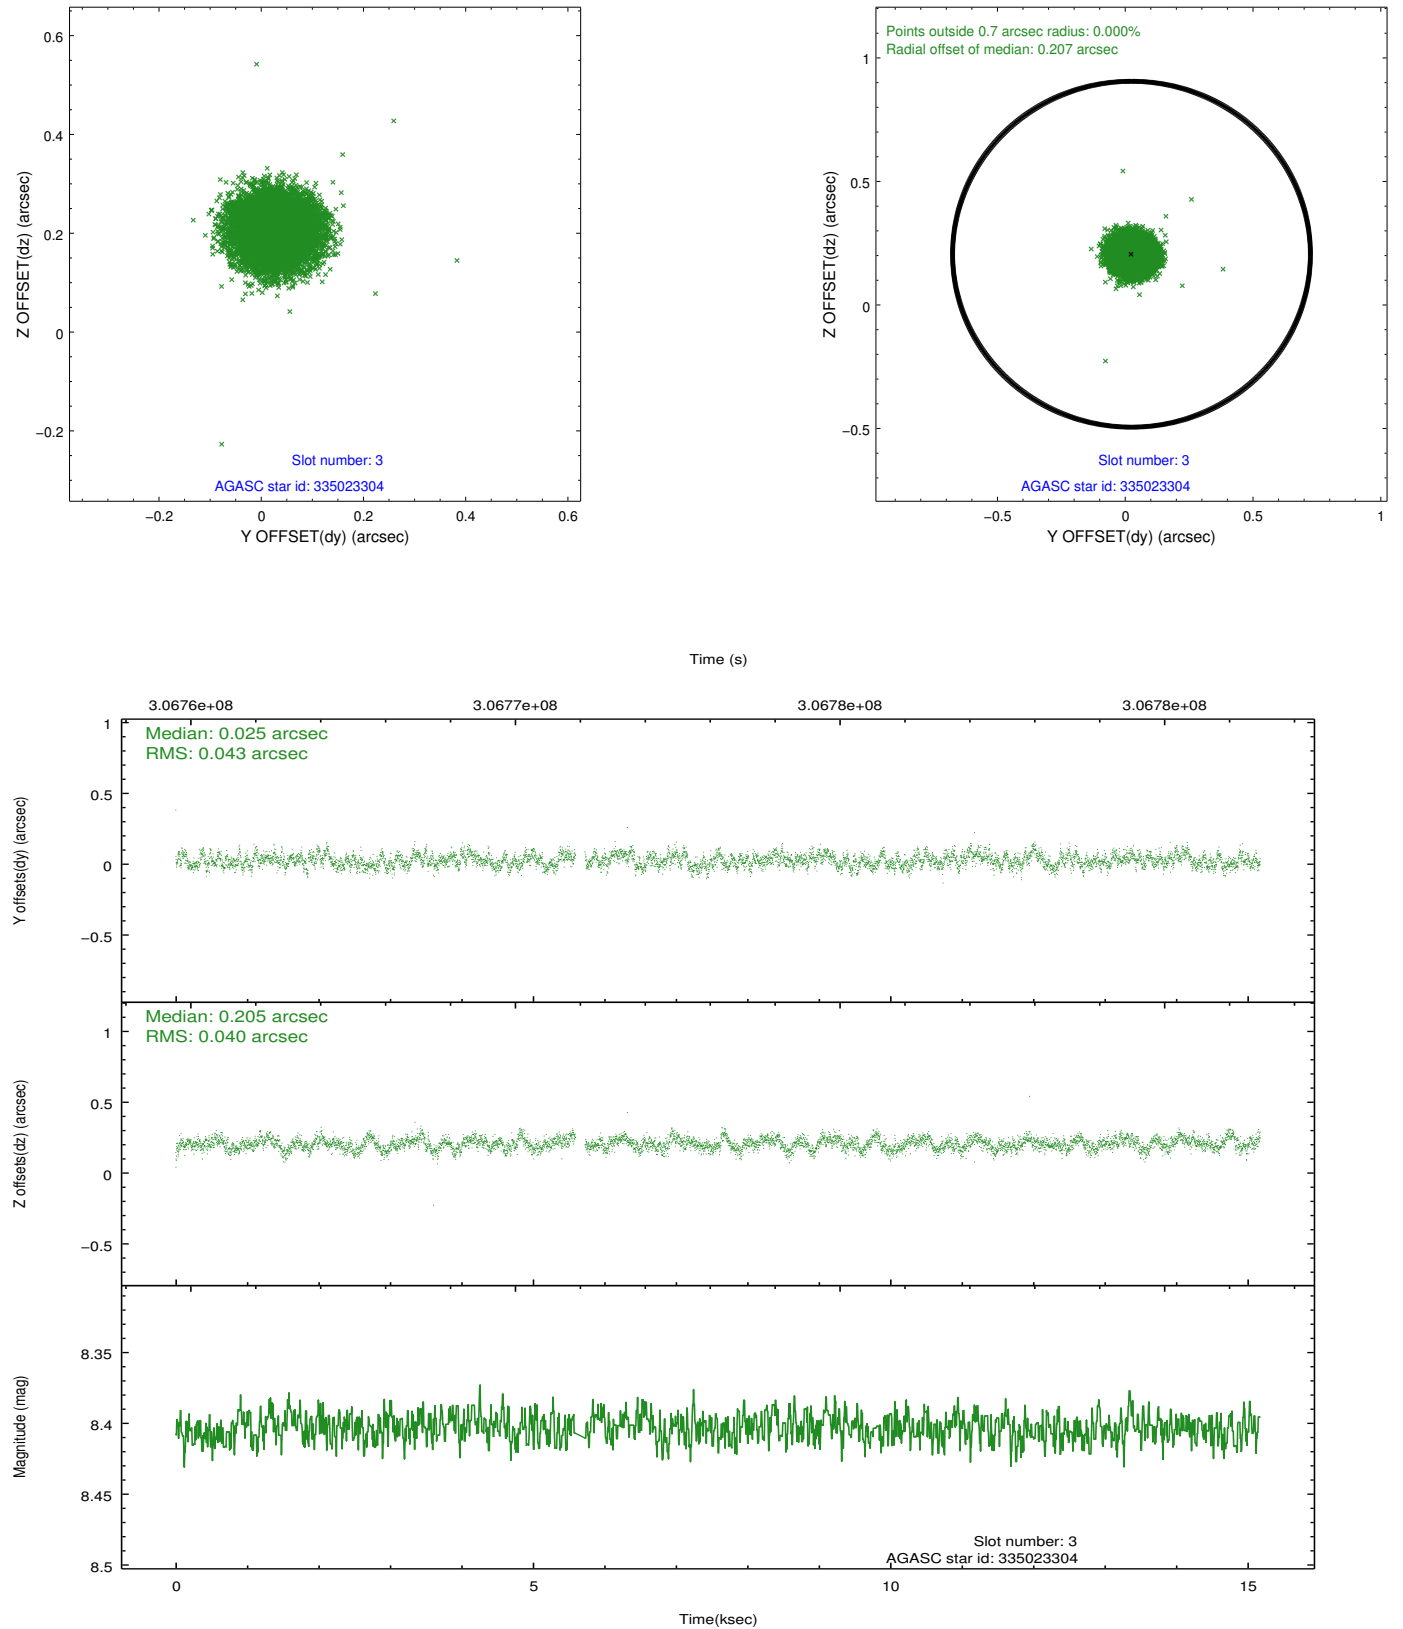 0.6
0.4
0.2
0
−0.2
Z OFFSET(dz) (arcsec)
Slot number: 3
AGASC star id: 335023304
−0.2 0 0.2 0.4 0.6
Y OFFSET(dy) (arcsec)
Points outside 0.7 arcsec radius: 0.000%
Radial offset of median: 0.207 arcsec
1
0.5
0
−0.5
Z OFFSET(dz) (arcsec)
Slot number: 3
AGASC star id: 335023304
−0.5 0 0.5 1
Y OFFSET(dy) (arcsec)
Time (s)
3.0676e+08 3.0677e+08 3.0678e+08 3.0678e+08
Median: 0.025 arcsec
RMS: 0.043 arcsec
1
0.5
0
−0.5
Y offsets(dy) (arcsec)
Median: 0.205 arcsec
RMS: 0.040 arcsec
1
0.5
0
−0.5
Z offsets(dz) (arcsec)
8.35
8.4
8.45
8.5
Magnitude (mag)
Slot number: 3
AGASC star id: 335023304
0 5 10 15
Time(ksec)